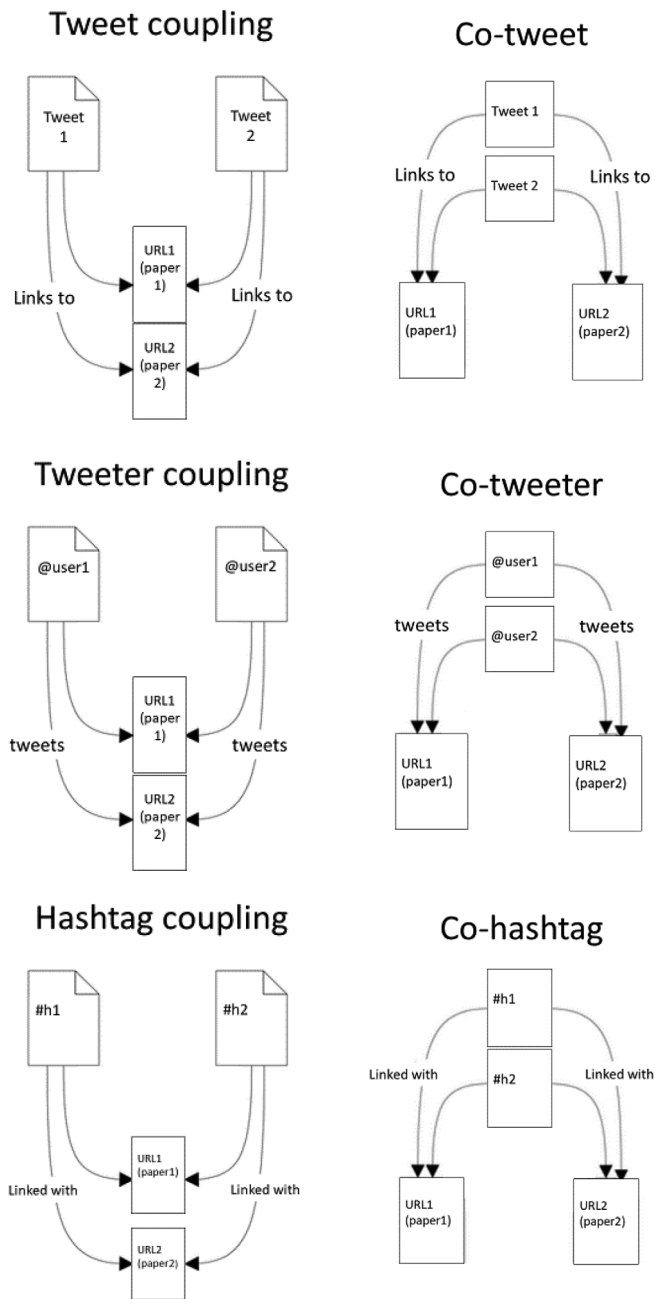 Tweet coupling
Tweet
1
Tweet
2
URL1
(paper
1)
Links to
Links to
URL2
(paper
2)
Co-tweet
Tweet 1
Links to
Links to
Tweet 2
URL1
(paper1)
URL2
(paper2)
Tweeter coupling
@user1
@user2
URL1
(paper
1)
tweets
tweets
URL2
(paper
2)
Co-tweeter
@user1
tweets
tweets
@user2
URL1
(paper1)
URL2
(paper2)
Hashtag coupling
#h1
#h2
URL1
(paper1)
Linked with
Linked with
URL2
(paper2)
Co-hashtag
#h1
Linked with
Linked with
#h2
URL1
(paper1)
URL2
(paper2)